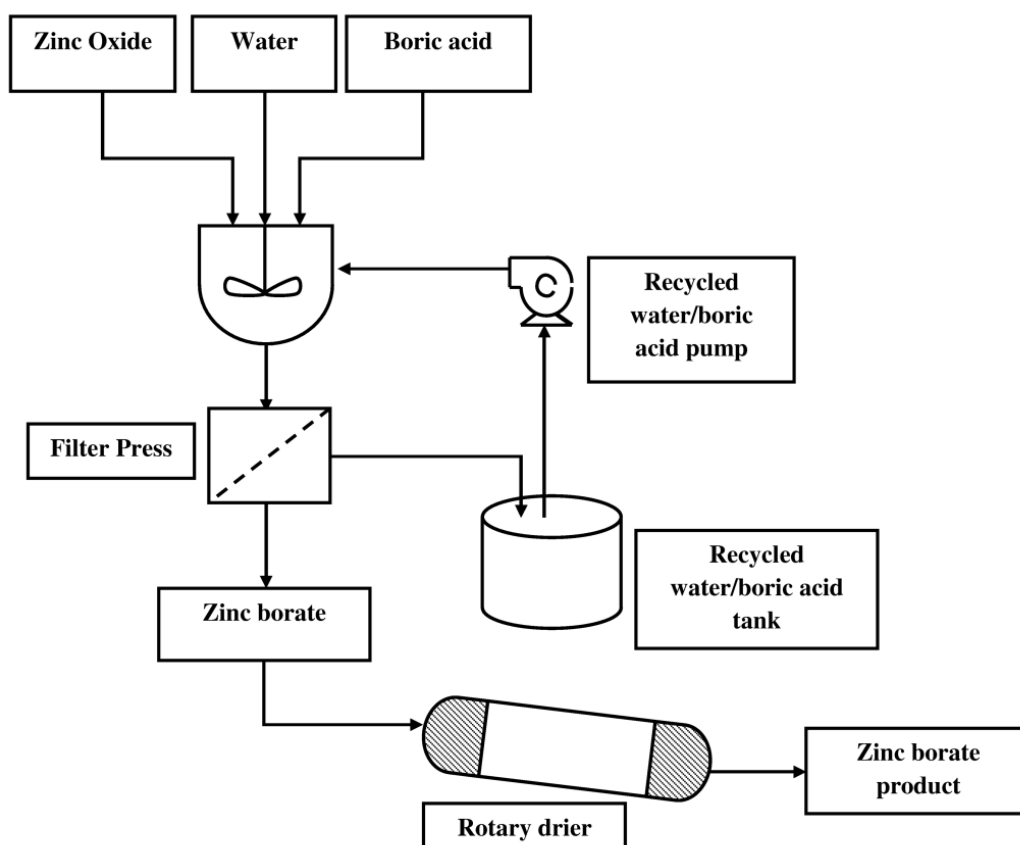 Zinc Oxide
Water
Boric acid
Recycled
water/boric
acid pump
Filter Press
Recycled
water/boric acid
tank
Zinc borate
Zinc borate
product
Rotary drier